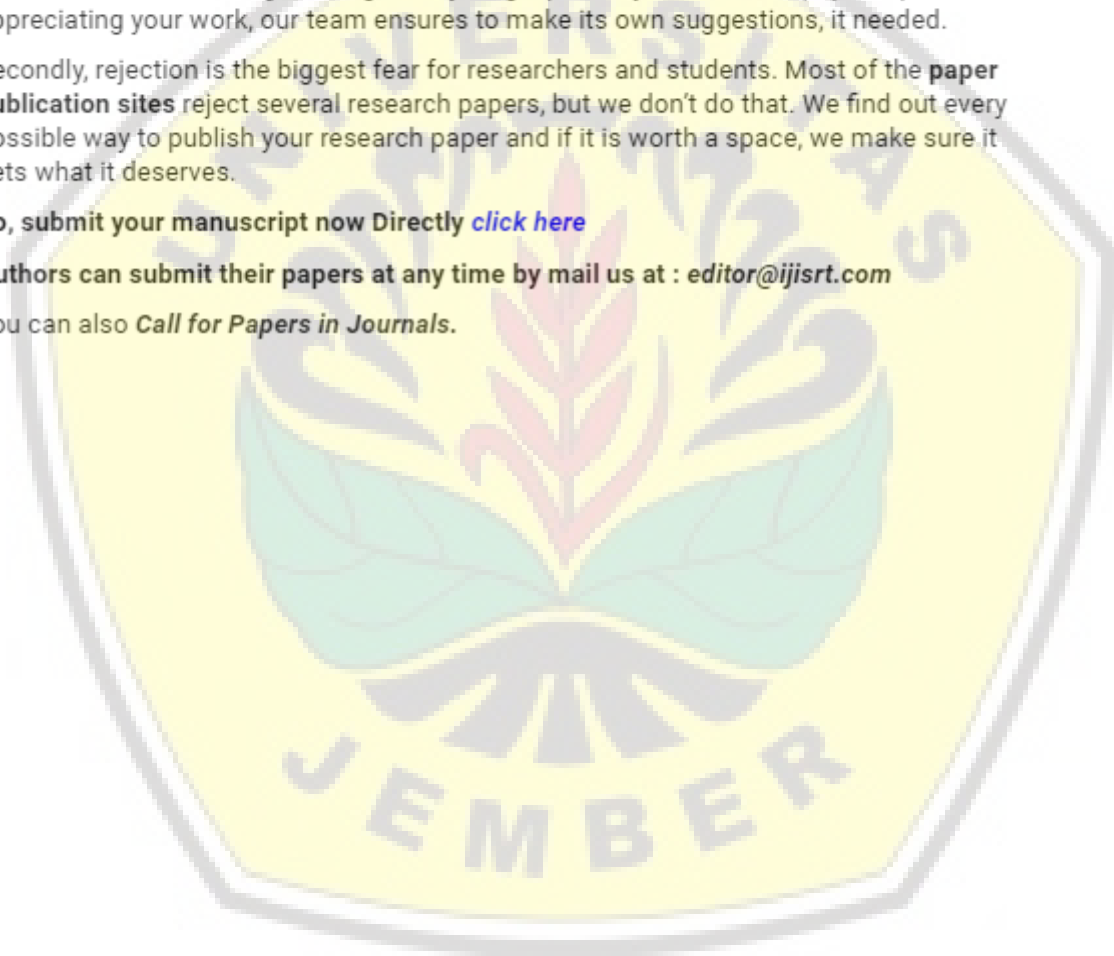 ppreciating your work, our team ensures to make its own suggestions, it needed.
econdly, rejection is the biggest fear for researchers and students. Most of the paper
ublication sites reject several research papers, but we don't do that. We find out every
ossible way to publish your research paper and if it is worth a space, we make sure it
ets what it deserves.
o, submit your manuscript now Directly click here
uthors can submit their papers at any time by mail us at : editor@ijisrt.com
ou can also Call for Papers in Journals.
UNIVERSITAS
JEMBER